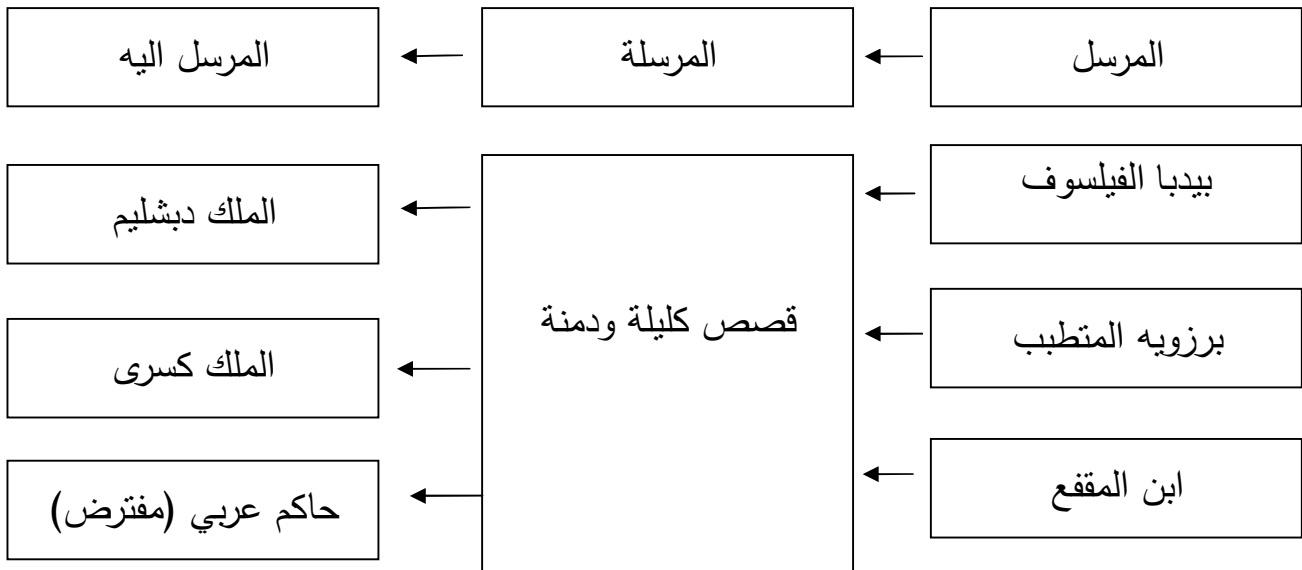 المرسل
المرسلة
المرسل اليه
بيدبا الفيلسوف
الملك دبشليم
قصص كليلة ودمنة
برزويه المتطبب
الملك كسرى
ابن المقفع
حاكم عربي (مفترض)